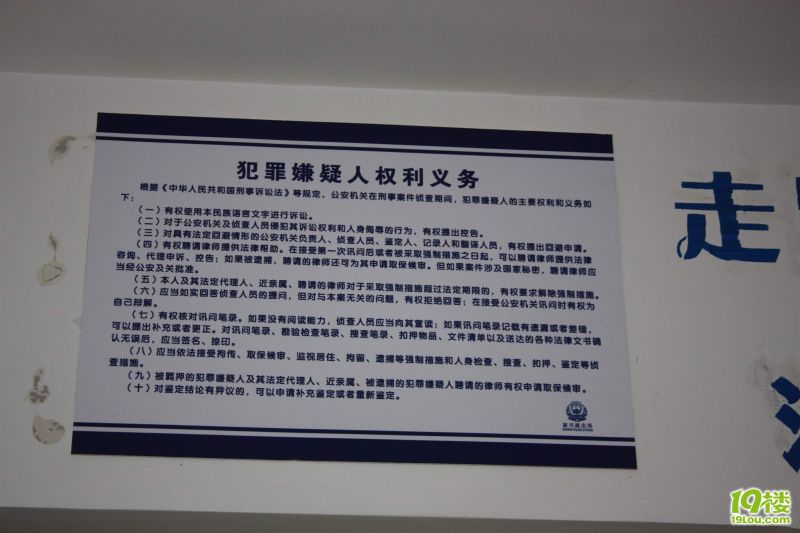 犯罪嫌疑人权利义务
根据《中华人民共和国刑事诉讼法》等规定，公安机关在刑事案件侦查期间，犯罪嫌疑人的主要权利和义务如
下：
（一）有权使用本民族语言文字进行诉讼。
（二）对于公安机关及侦查人员侵犯其诉讼权利和人身侮辱的行为，有权提出控告。
（三）对具有法定回避情形的公安机关负责人、侦查人员、鉴定人、记录人和翻译人员，有权提出回避申请。
（四）有权聘请律师提供法律帮助。在接受第一次讯问后或者被采取强制措施之日起，可以聘请律师提供法律
咨询、代理申诉、控告；如果被逮捕，聘请的律师还可为其申请取保候审。但如果案件涉及国家秘密，聘请律师应
当经公安及关批准。
（五）本人及其法定代理人、近亲属、聘请的律师对于采取强制措施超过法定期限的，有权要求解除强制措施。
（六）应当如实回答侦查人员的提问，但对与本案无关的问题，有权拒绝回答；在接受公安机关讯问时有权为
自己辩解。
（七）有权核对讯问笔录。如果没有阅读能力，侦查人员应当向其宣读；如果讯问笔录记载有遗漏或者差错，
可以提出补充或者更正。对讯问笔录、勘验检查笔录、搜查笔录、扣押物品、文件清单以及送达的各种法律文书确
认无误后，应当签名、捺印。
（八）应当依法接受拘传、取保候审、监视居住、拘留、逮捕等强制措施和人身检查、搜查、扣押、鉴定等侦
查措施。
（九）被羁押的犯罪嫌疑人及其法定代理人、近亲属、被逮捕的犯罪嫌疑人聘请的律师有权申请取保候审。
（十）对鉴定结论有异议的，可以申请补充鉴定或者重新鉴定。
走
19楼
19lou.com